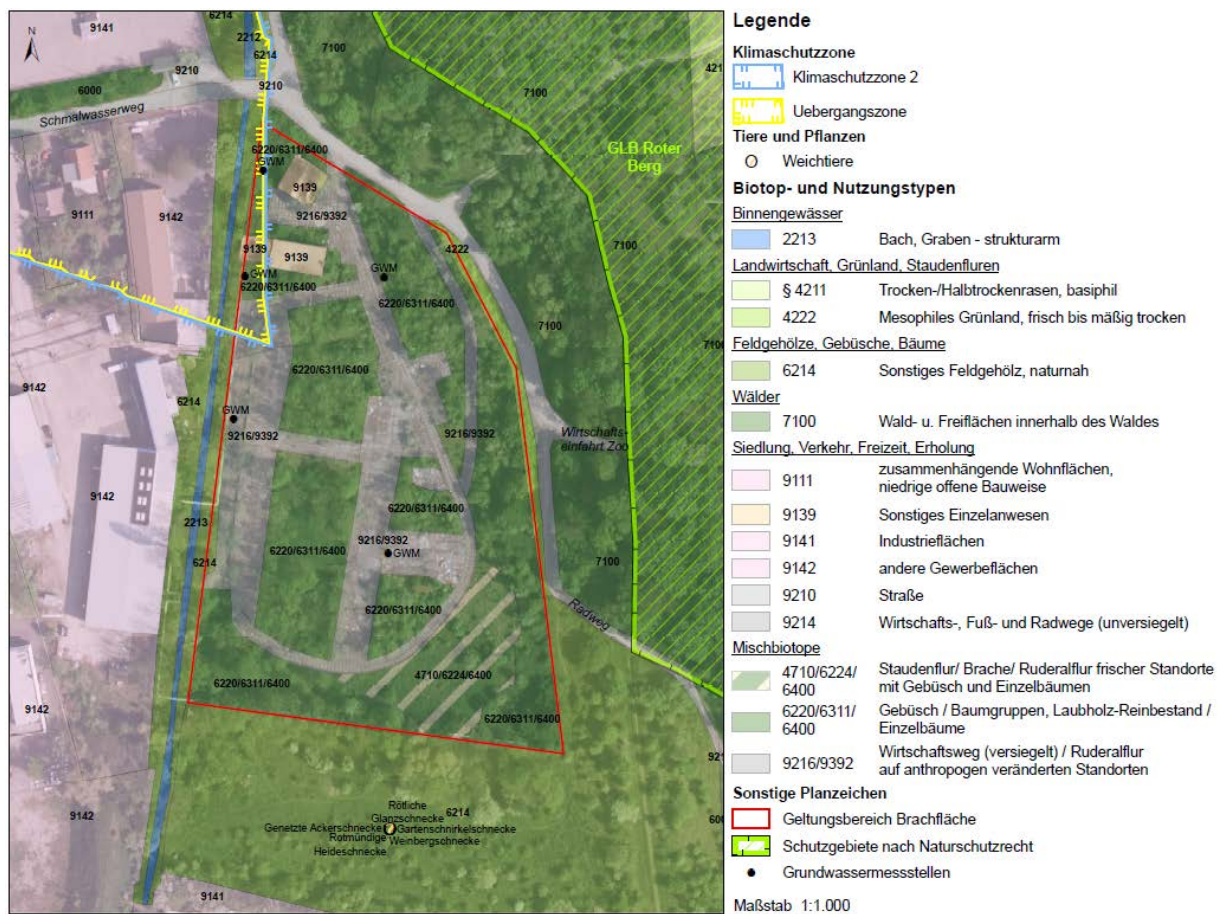 6214
9141
2212
N
6214
7100
7100
421
9210
9210
6000
7100
Schmalwasserweg
6220/6311/6400
GWM
GLB Roter
Berg
9139
9111
9142
9216/9392
7100
9139
9139
4222
GWM
GWM
6220/6311/6400
6220/6311/6400
7100
7100
6220/6311/6400
9142
6214
GWM
9216/9392
9216/9392
Wirtschafts-
einfahrt Zoo
9142
6220/6311/6400
2213
9216/9392
6220/6311/6400
GWM
6214
7100
6220/6311/6400
Radweg
6220/6311/6400
4710/6224/6400
9142
6220/6311/6400
921
Rötliche
Glanzschnecke
6214
9142
Genetzte Ackerschnecke
Gartenschnirkelschnecke
600
Rotmündige
Weinbergschnecke
Heideschnecke
9141
Legende
Klimaschutzzone
Klimaschutzzone 2
Uebergangszone
Tiere und Pflanzen
Weichtiere
Biotop- und Nutzungstypen
Binnengewässer
2213 Bach, Graben - strukturarm
Landwirtschaft, Grünland, Staudenfluren
§ 4211 Trocken-/Halbtrockenrasen, basiphil
4222 Mesophiles Grünland, frisch bis mäßig trocken
Feldgehölze, Gebüsche, Bäume
6214 Sonstiges Feldgehölz, naturnah
Wälder
7100 Wald- u. Freiflächen innerhalb des Waldes
Siedlung, Verkehr, Freizeit, Erholung
9111 zusammenhängende Wohnflächen,
niedrige offene Bauweise
9139 Sonstiges Einzelanwesen
9141 Industrieflächen
9142 andere Gewerbeflächen
9210 Straße
9214 Wirtschafts-, Fuß- und Radwege (unversiegelt)
Mischbiotope
4710/6224/ Staudenflur/ Brache/ Ruderalflur frischer Standorte
6400 mit Gebüsch und Einzelbäumen
6220/6311/ Gebüsch / Baumgruppen, Laubholz-Reinbestand /
6400 Einzelbäume
9216/9392 Wirtschaftsweg (versiegelt) / Ruderalflur
auf anthropogen veränderten Standorten
Sonstige Planzeichen
Geltungsbereich Brachfläche
Schutzgebiete nach Naturschutzrecht
Grundwassermessstellen
Maßstab 1:1.000